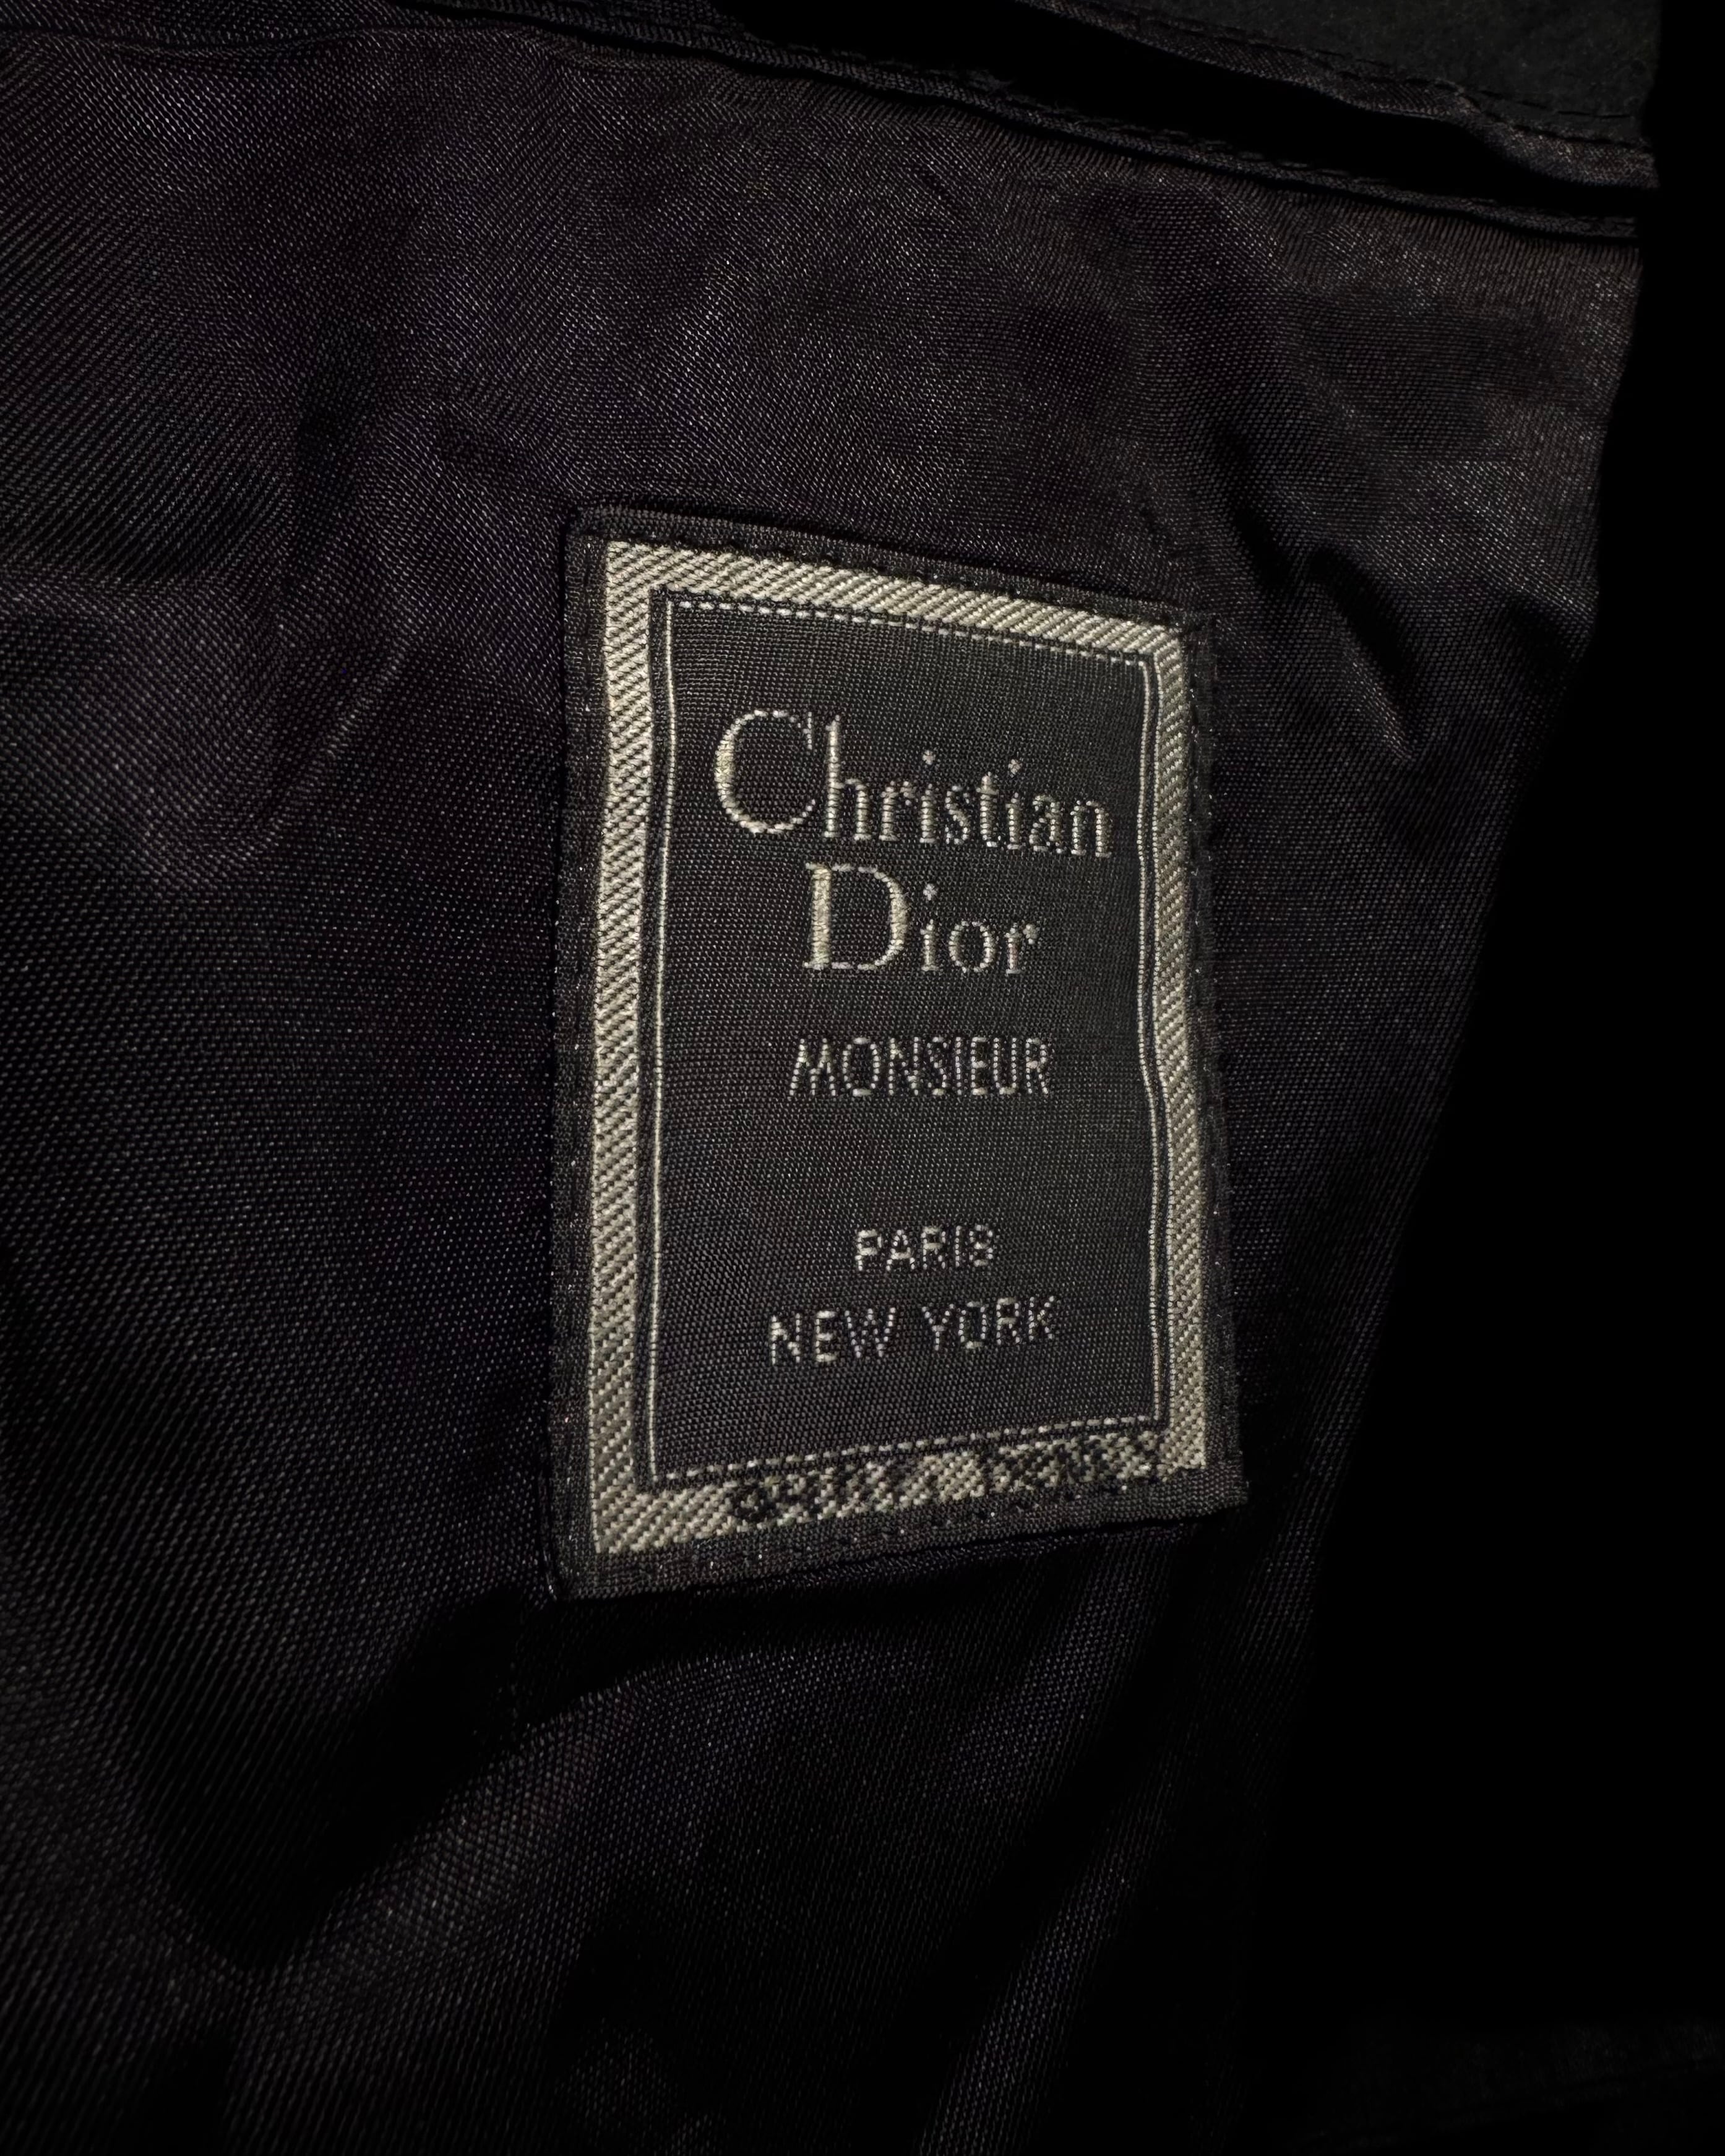 Christian
Dior
MONSIEUR
PARIS
NEW YORK